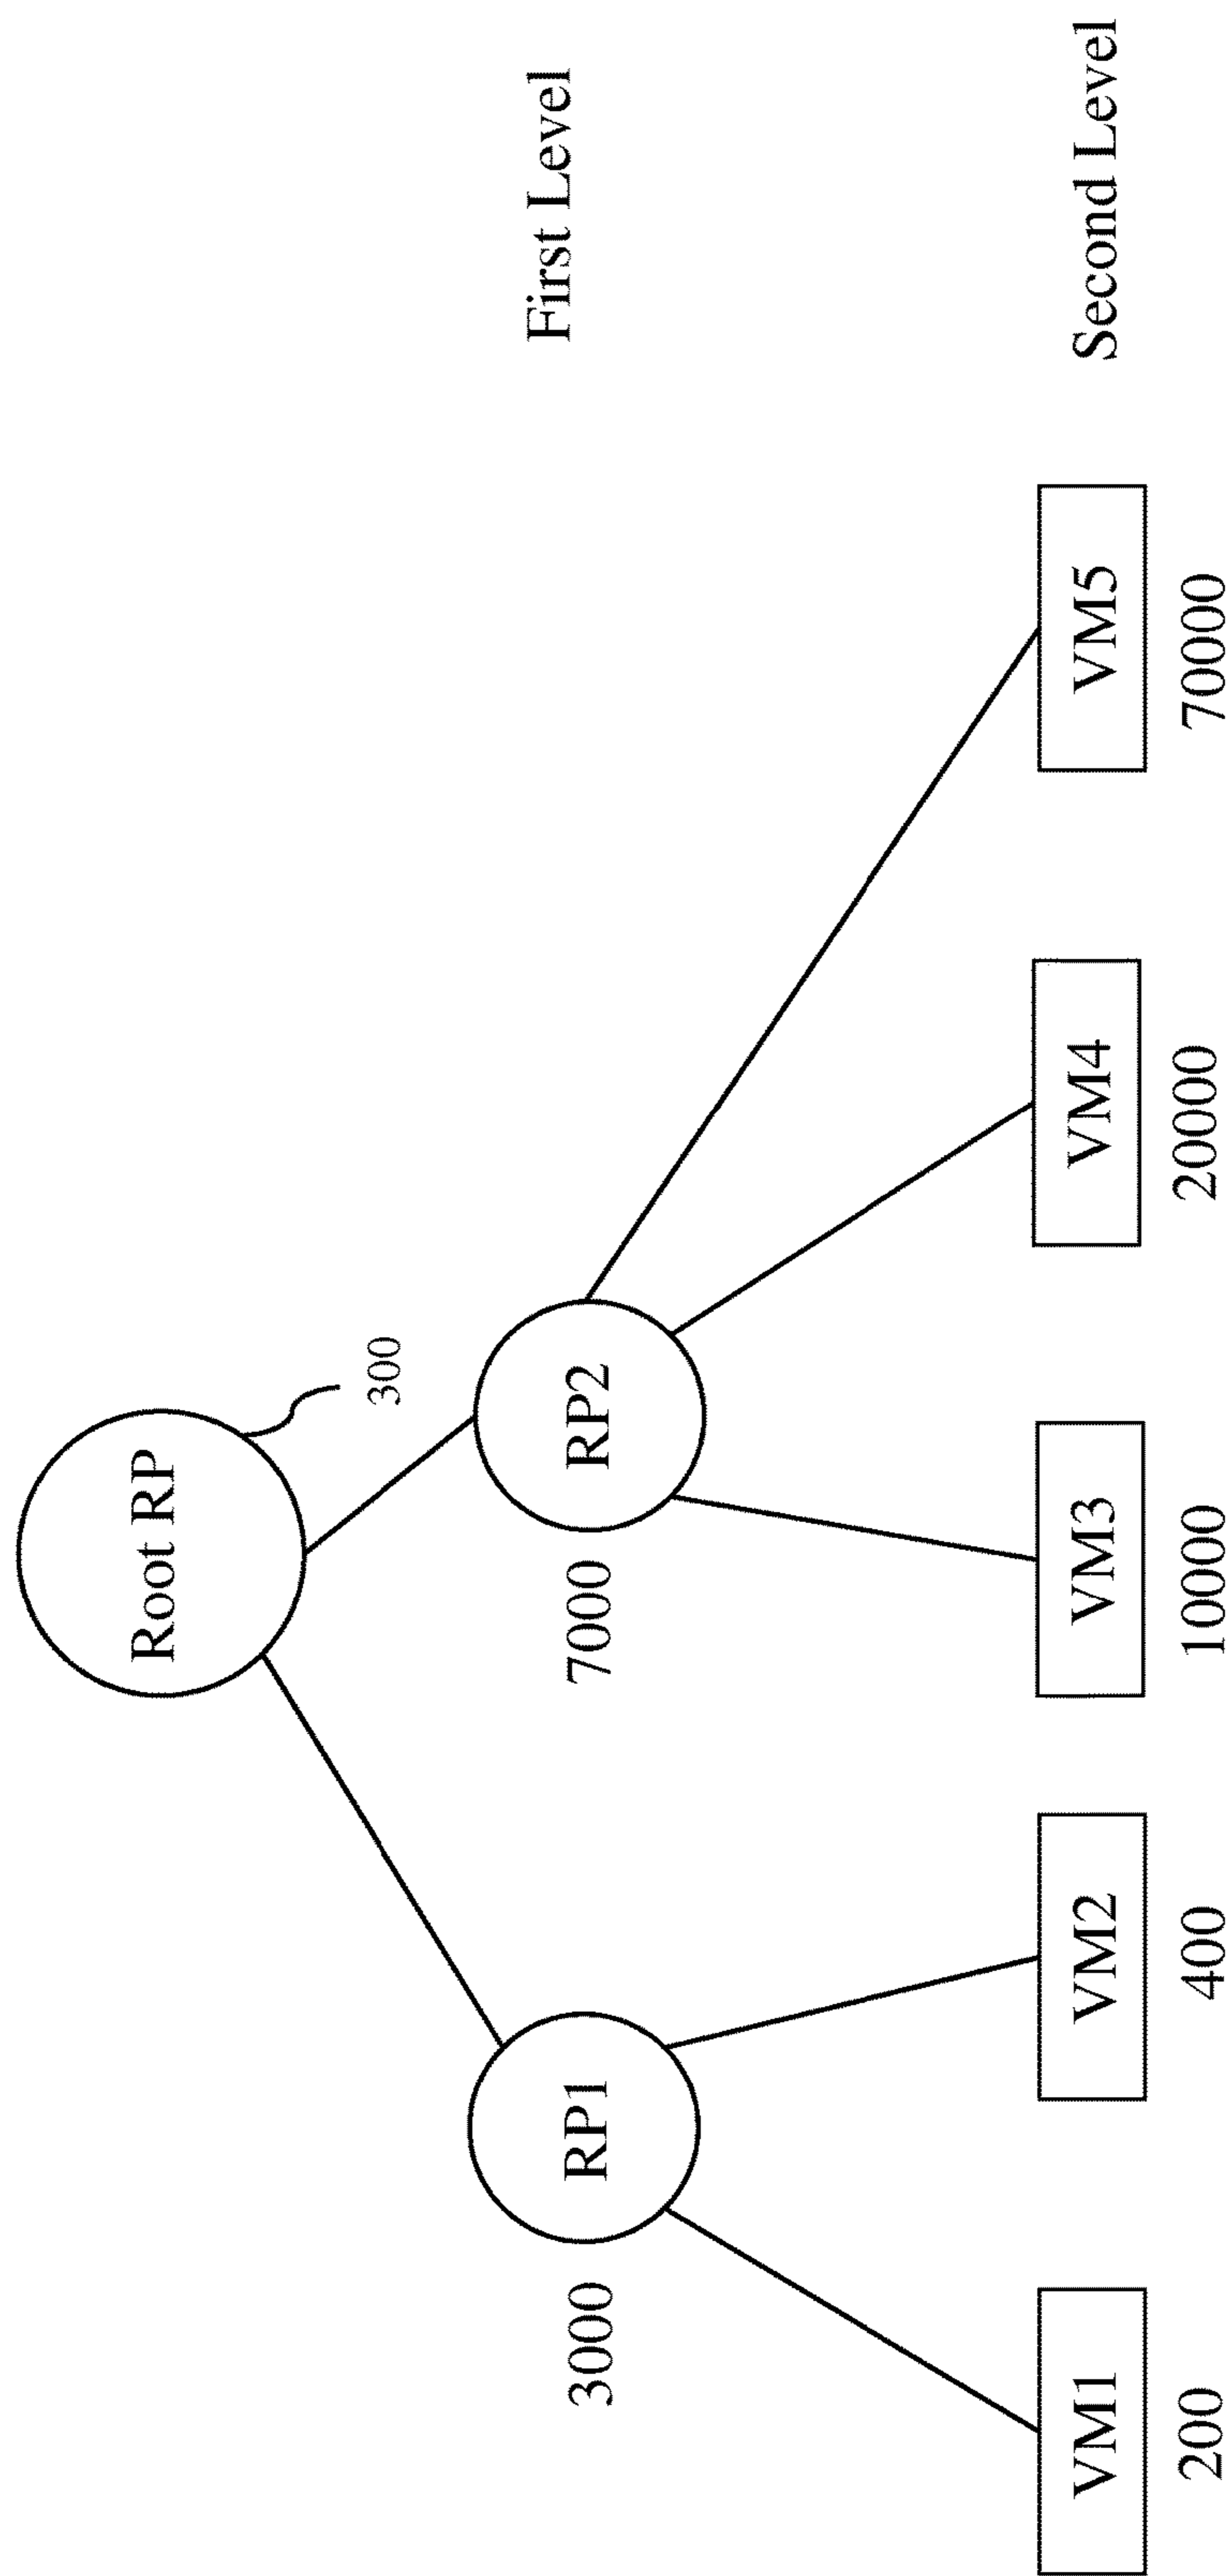 Root RP
300
First Level
3000
RP1
7000
RP2
Second Level
VM1
VM2
VM3
VM4
VM5
200
400
10000
20000
70000